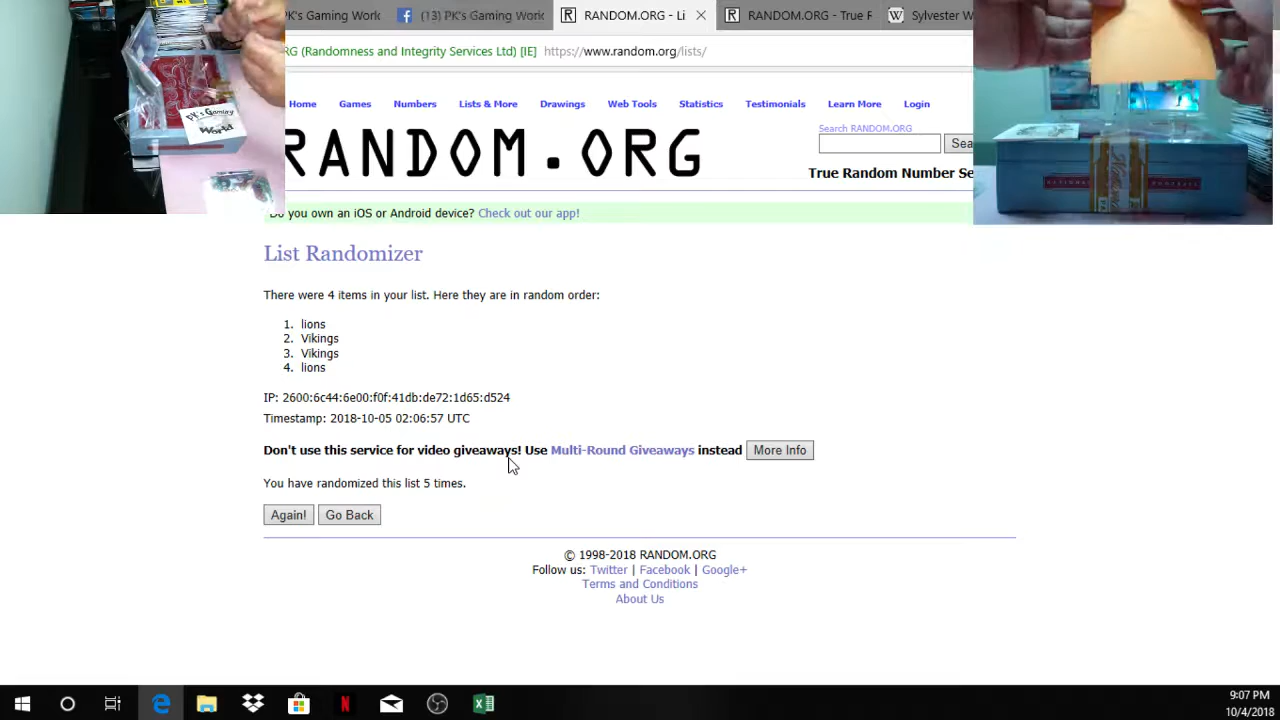 PK's Gaming Worl
(13) PK's Gaming Work
RANDOM.ORG - Li
RANDOM.ORG - True F
Sylvester W
RG (Randomness and Integrity Services Ltd) [IE] https://www.random.org/lists/
Home Games Numbers Lists & More Drawings Web Tools Statistics Testimonials Learn More Login
Search RANDOM.ORG
Sea
RANDOM.ORG
True Random Number Se
PK's Gaming
World
NATIONAL FOOTBALL
Do you own an iOS or Android device? Check out our app!
List Randomizer
There were 4 items in your list. Here they are in random order:
1. lions
2. Vikings
3. Vikings
4. lions
IP: 2600:6c44:6e00:f0f:41db:de72:1d65:d524
Timestamp: 2018-10-05 02:06:57 UTC
Don't use this service for video giveaways! Use Multi-Round Giveaways instead More Info
You have randomized this list 5 times.
Again! Go Back
© 1998-2018 RANDOM.ORG
Follow us: Twitter | Facebook | Google+
Terms and Conditions
About Us
9:07 PM
10/4/2018